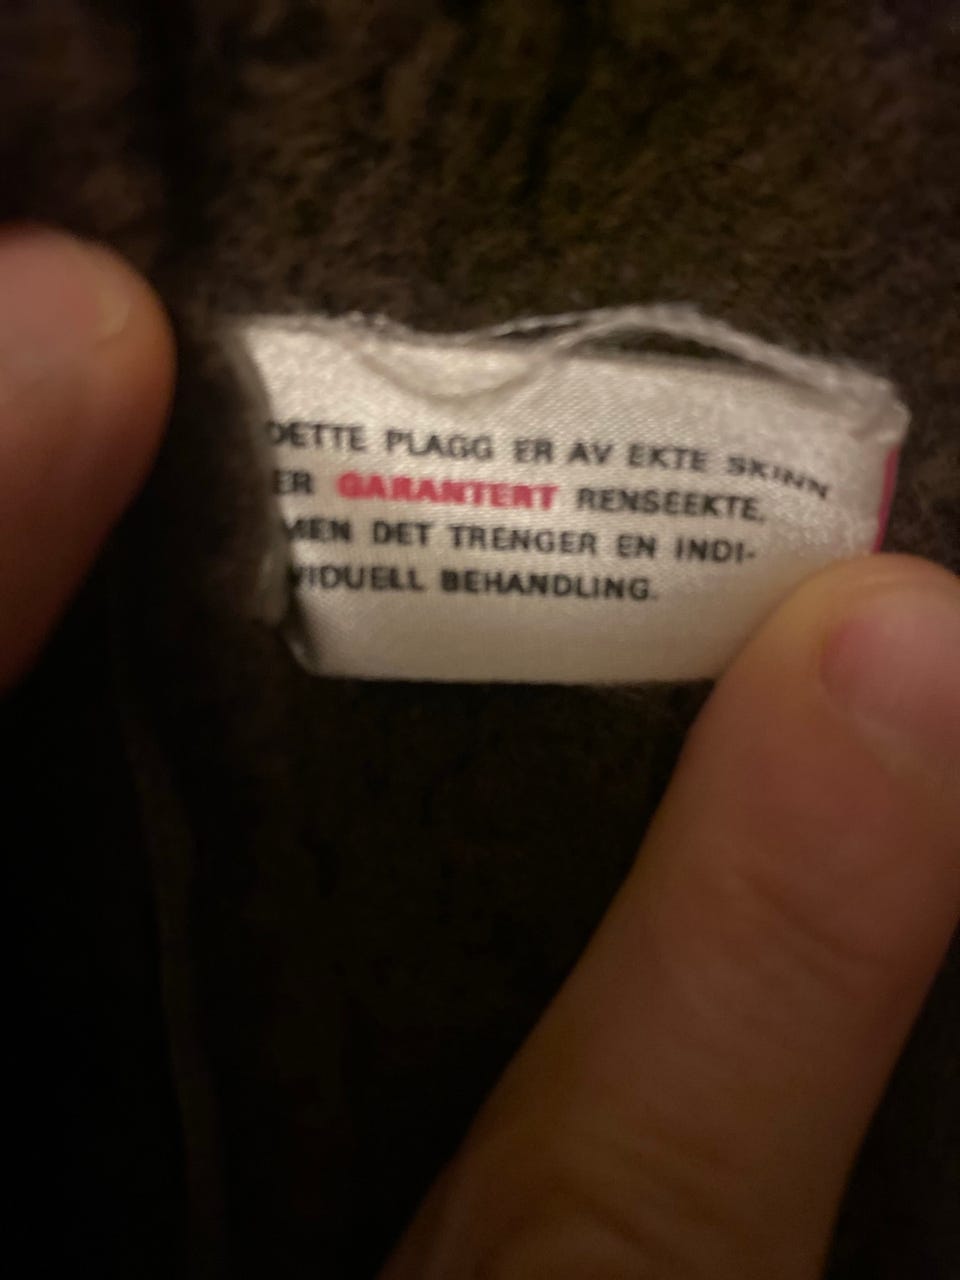 DETTE PLAGG ER AV EKTE SKINN
ER GARANTERT RENSEEKTE,
MEN DET TRENGER EN INDI-
VIDUELL BEHANDLING.